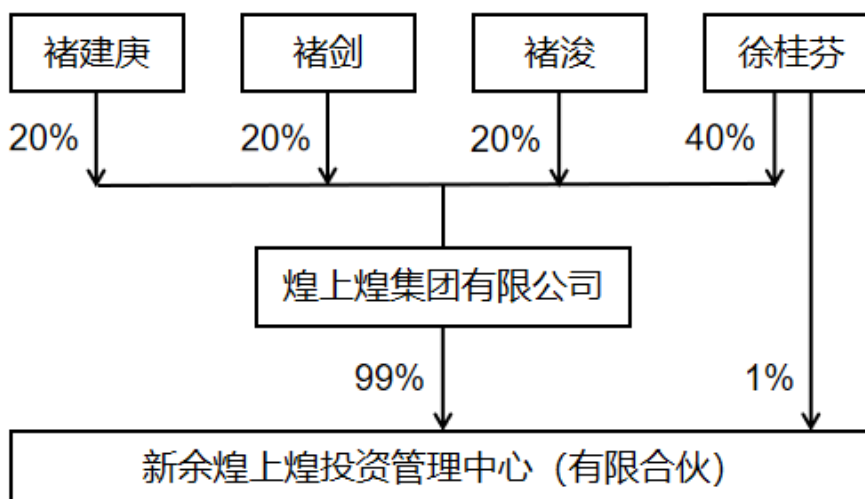 褚建庚
褚剑
褚浚
徐桂芬
20%
20%
20%
40%
煌上煌集团有限公司
99%
1%
新余煌上煌投资管理中心（有限合伙）